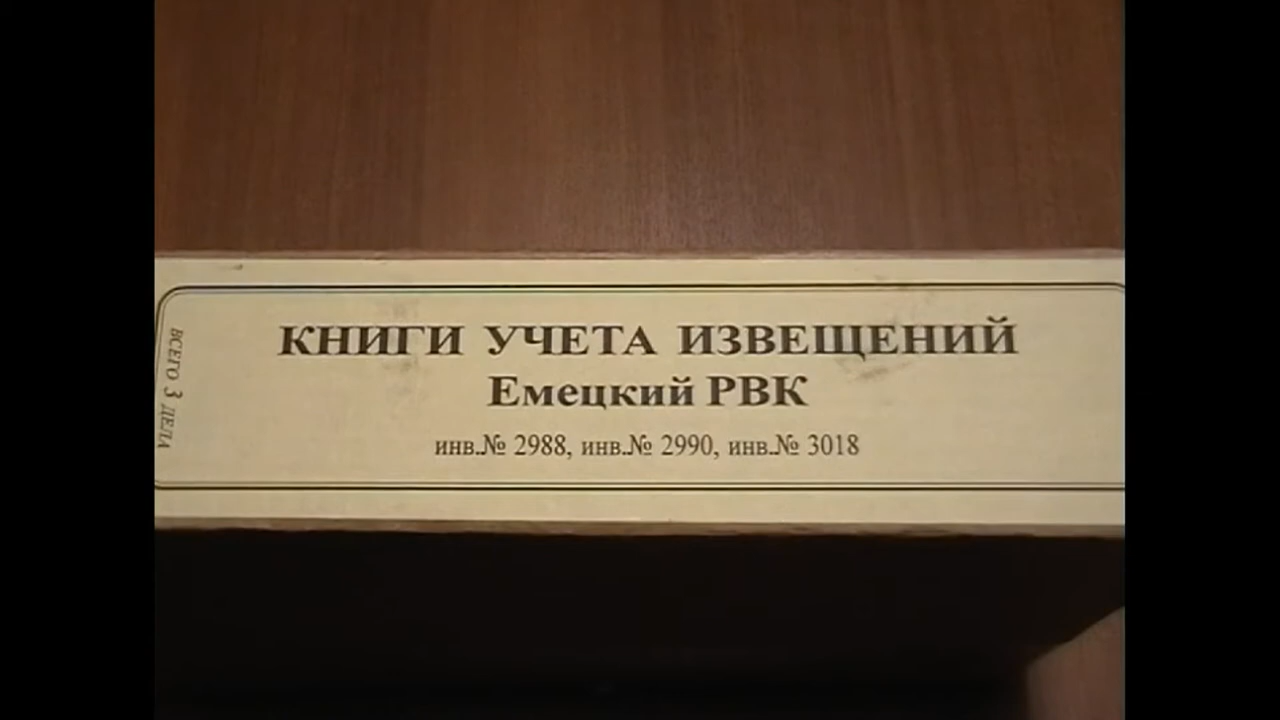 КНИГИ УЧЕТА ИЗВЕЩЕНИЙ
Емецкий РВК
инв.№ 2988, инв.№ 2990, инв.№ 3018
ВСЕГО 3 ДЕЛА